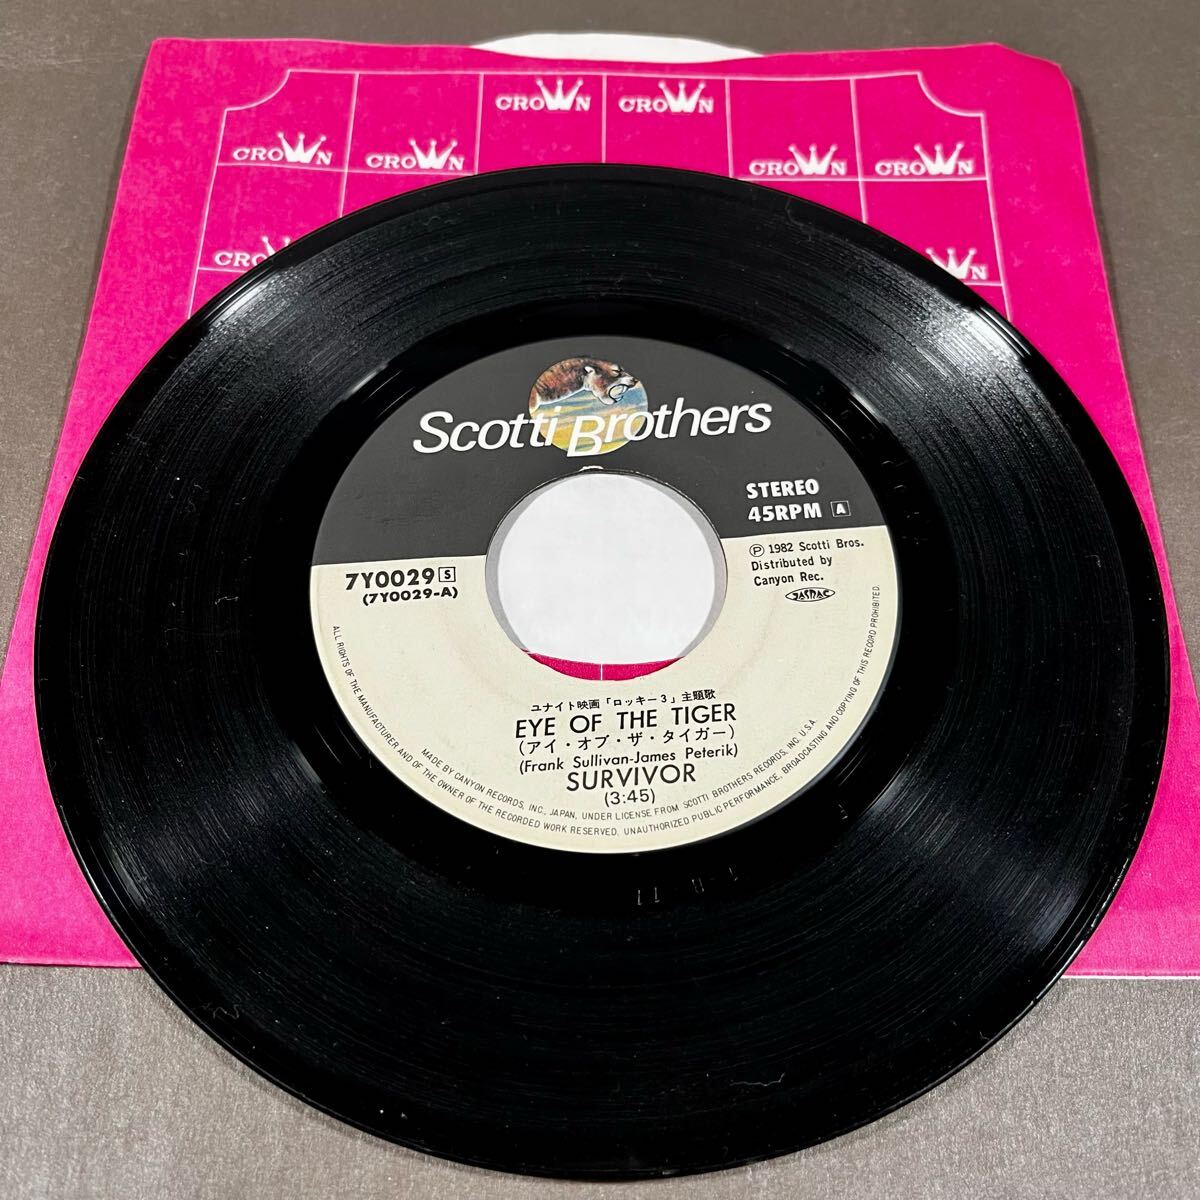 CROWN
CROWN
CROWN
CROWN
CROWN
CROWN
Scotti Brothers
STEREO
45RPM A
℗ 1982 Scotti Bros.
Distributed by
Canyon Rec.
JASRAC
7Y0029 S
(7Y0029-A)
ユナイト映画「ロッキー3」主題歌
EYE OF THE TIGER
(アイ・オブ・ザ・タイガー)
(Frank Sullivan-James Peterik)
SURVIVOR
(3:45)
MADE BY CANYON RECORDS, INC., JAPAN, UNDER LICENSE FROM SCOTTI BROTHERS RECORDS, INC. U.S.A.
ALL RIGHTS OF THE MANUFACTURER AND OF THE OWNER OF THE RECORDED WORK RESERVED, UNAUTHORIZED PUBLIC PERFORMANCE, BROADCASTING AND COPYING OF THIS RECORD PROHIBITED.